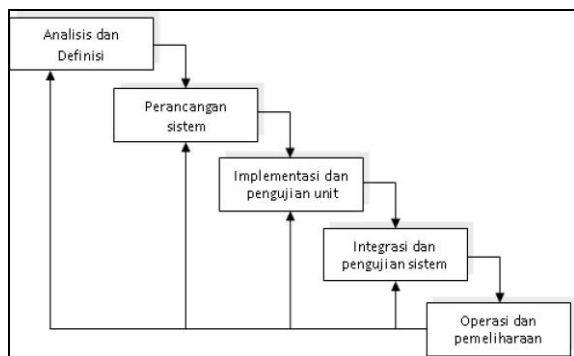 Analisis dan
Definisi
Perancangan
sistem
Implementasi dan
pengujian unit
Integrasi dan
pengujian sistem
Operasi dan
pemeliharaan